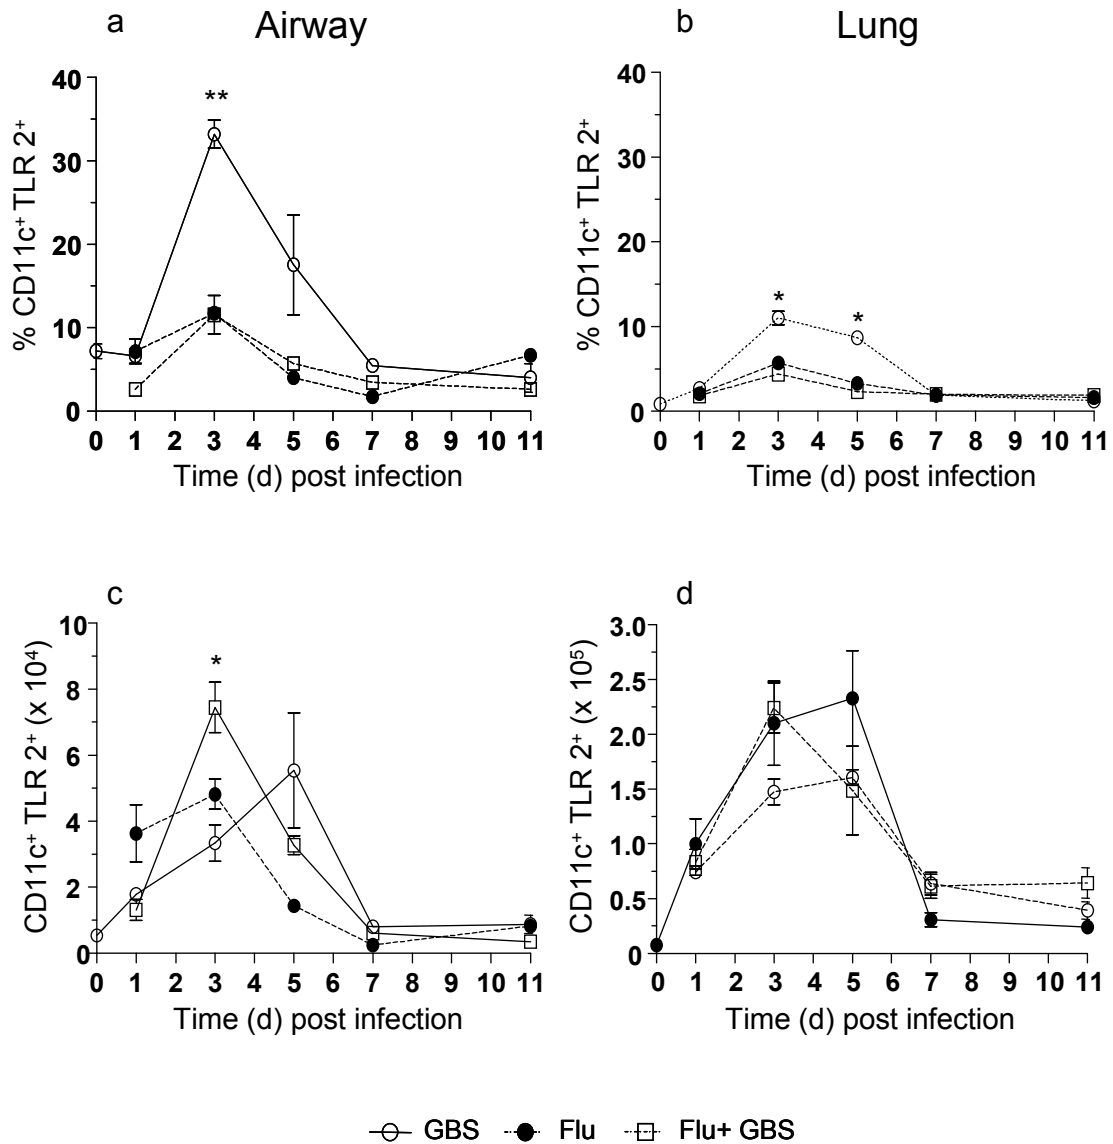 a Airway
b Lung
% CD11c⁺ TLR 2⁺
40
30
20
10
0
**
0 1 2 3 4 5 6 7 8 9 10 11
Time (d) post infection
% CD11c⁺ TLR 2⁺
40
30
20
10
0
*
*
0 1 2 3 4 5 6 7 8 9 10 11
Time (d) post infection
c
CD11c⁺ TLR 2⁺ (x 10⁴)
10
8
6
4
2
0
*
0 1 2 3 4 5 6 7 8 9 10 11
Time (d) post infection
d
CD11c⁺ TLR 2⁺ (x 10⁵)
3.0
2.5
2.0
1.5
1.0
0.5
0
0 1 2 3 4 5 6 7 8 9 10 11
Time (d) post infection
GBS Flu Flu+ GBS